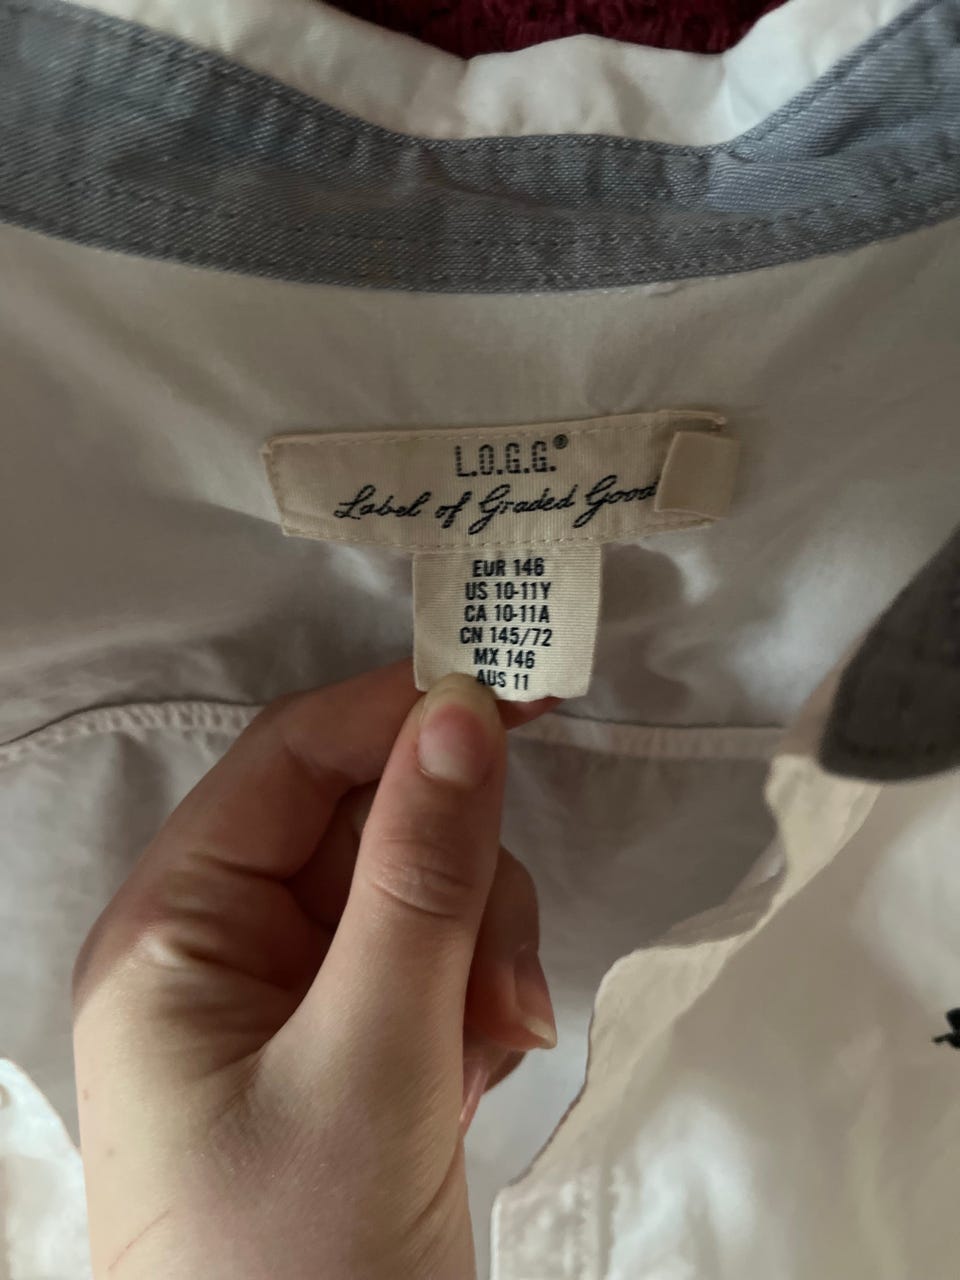 L.O.G.G.®
Label of Graded Good
EUR 146
US 10-11Y
CA 10-11A
CN 145/72
MX 146
AUS 11